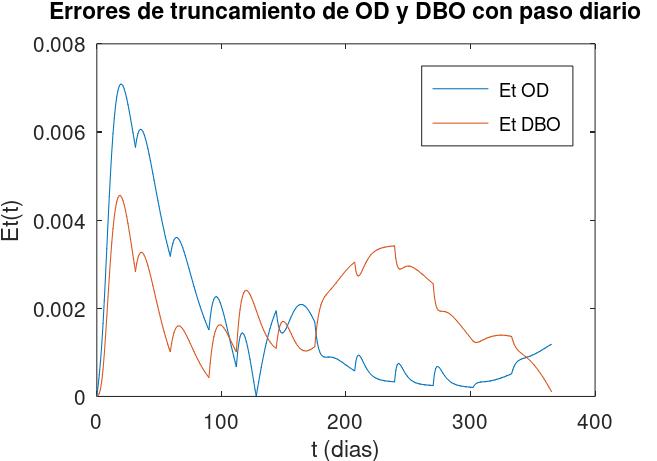 Errores de truncamiento de OD y DBO con paso diario
0.008
0.006
0.004
0.002
0
Et(t)
Et OD
Et DBO
0
100
200
300
400
t (dias)